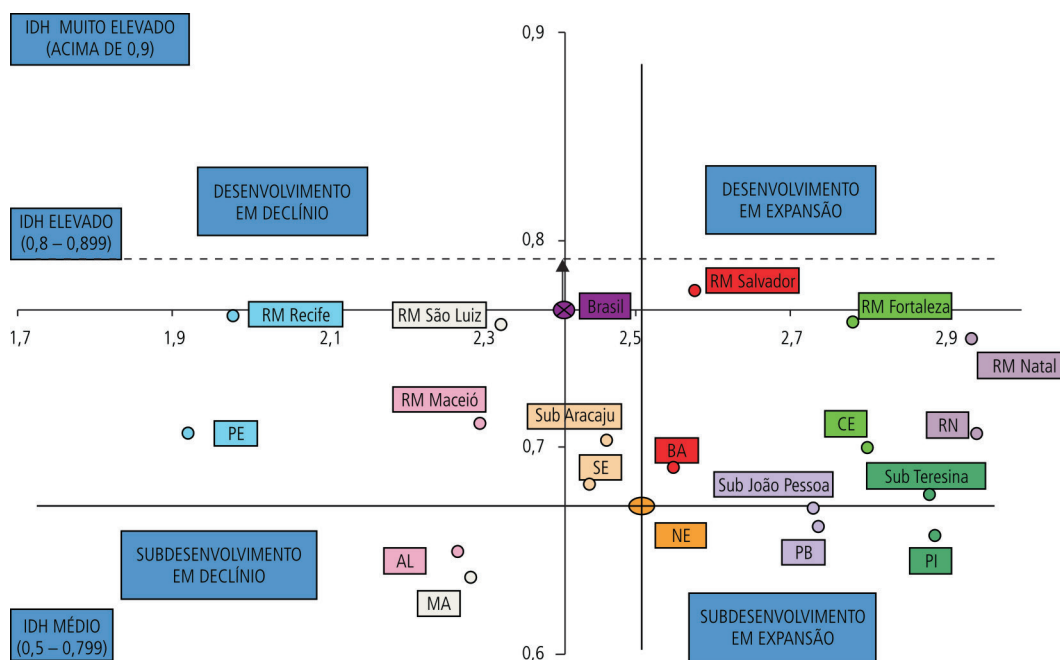 IDH MUITO ELEVADO
(ACIMA DE 0,9)
0,9
DESENVOLVIMENTO
EM DECLÍNIO
DESENVOLVIMENTO
EM EXPANSÃO
IDH ELEVADO
(0,8 – 0,899)
0,8
RM Recife
RM São Luiz
Brasil
RM Salvador
RM Fortaleza
1,7
1,9
2,1
2,3
2,5
2,7
2,9
RM Natal
RM Maceió
Sub Aracaju
PE
CE
RN
0,7
BA
SE
Sub João Pessoa
Sub Teresina
NE
SUBDESENVOLVIMENTO
EM DECLÍNIO
AL
PB
PI
MA
IDH MÉDIO
(0,5 – 0,799)
SUBDESENVOLVIMENTO
EM EXPANSÃO
0,6